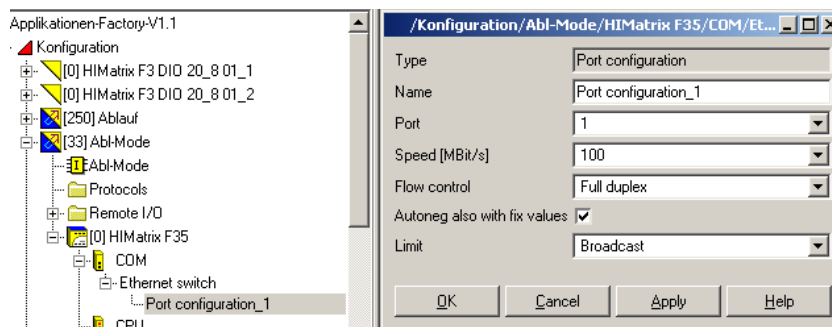 Applikationen-Factory-V1.1
Konfiguration
[0] HIMatrix F3 DIO 20_8 01_1
[0] HIMatrix F3 DIO 20_8 01_2
[250] Ablauf
[33] Abl-Mode
Abl-Mode
Protocols
Remote I/O
[0] HIMatrix F35
COM
Ethernet switch
Port configuration_1
CPU
/Konfiguration/Abl-Mode/HIMatrix F35/COM/Et...
Type Port configuration
Name Port configuration_1
Port 1
Speed [MBit/s] 100
Flow control Full duplex
Autoneg also with fix values
Limit Broadcast
OK Cancel Apply Help